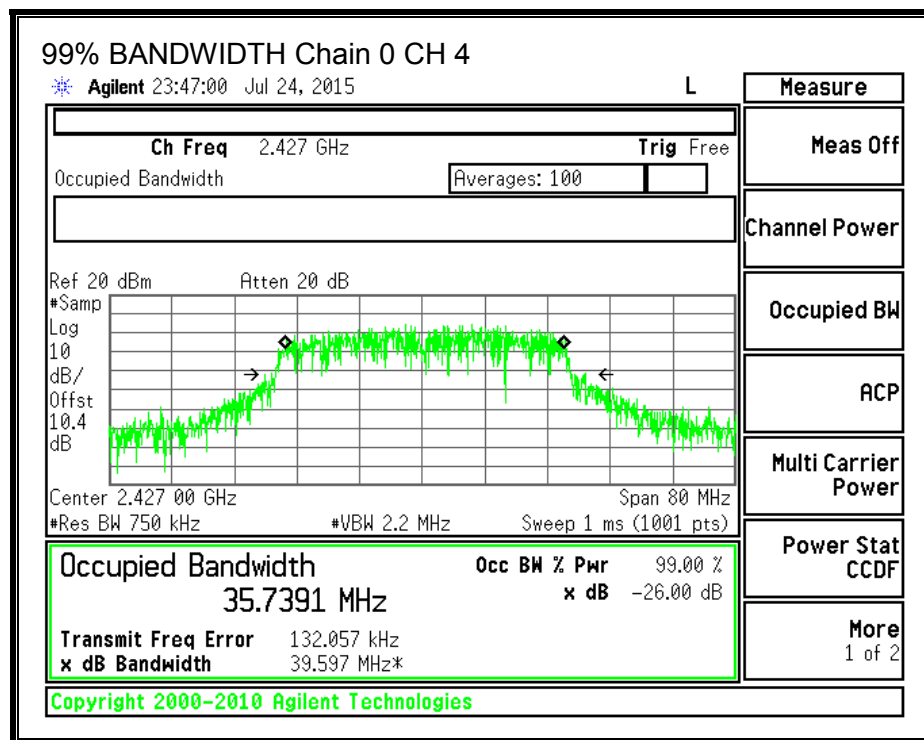 99% BANDWIDTH Chain 0 CH 4
Agilent 23:47:00 Jul 24, 2015 L
Measure
Ch Freq 2.427 GHz Trig Free
Occupied Bandwidth Averages: 100
Ref 20 dBm Atten 20 dB
#Samp
Log
10
dB/
Offst
10.4
dB
Center 2.427 00 GHz Span 80 MHz
#Res BW 750 kHz #VBW 2.2 MHz Sweep 1 ms (1001 pts)
Occupied Bandwidth Occ BW % Pwr 99.00 %
35.7391 MHz x dB -26.00 dB
Transmit Freq Error 132.057 kHz
x dB Bandwidth 39.597 MHz*
Copyright 2000-2010 Agilent Technologies
Meas Off
Channel Power
Occupied BW
ACP
Multi Carrier
Power
Power Stat
CCDF
More
1 of 2